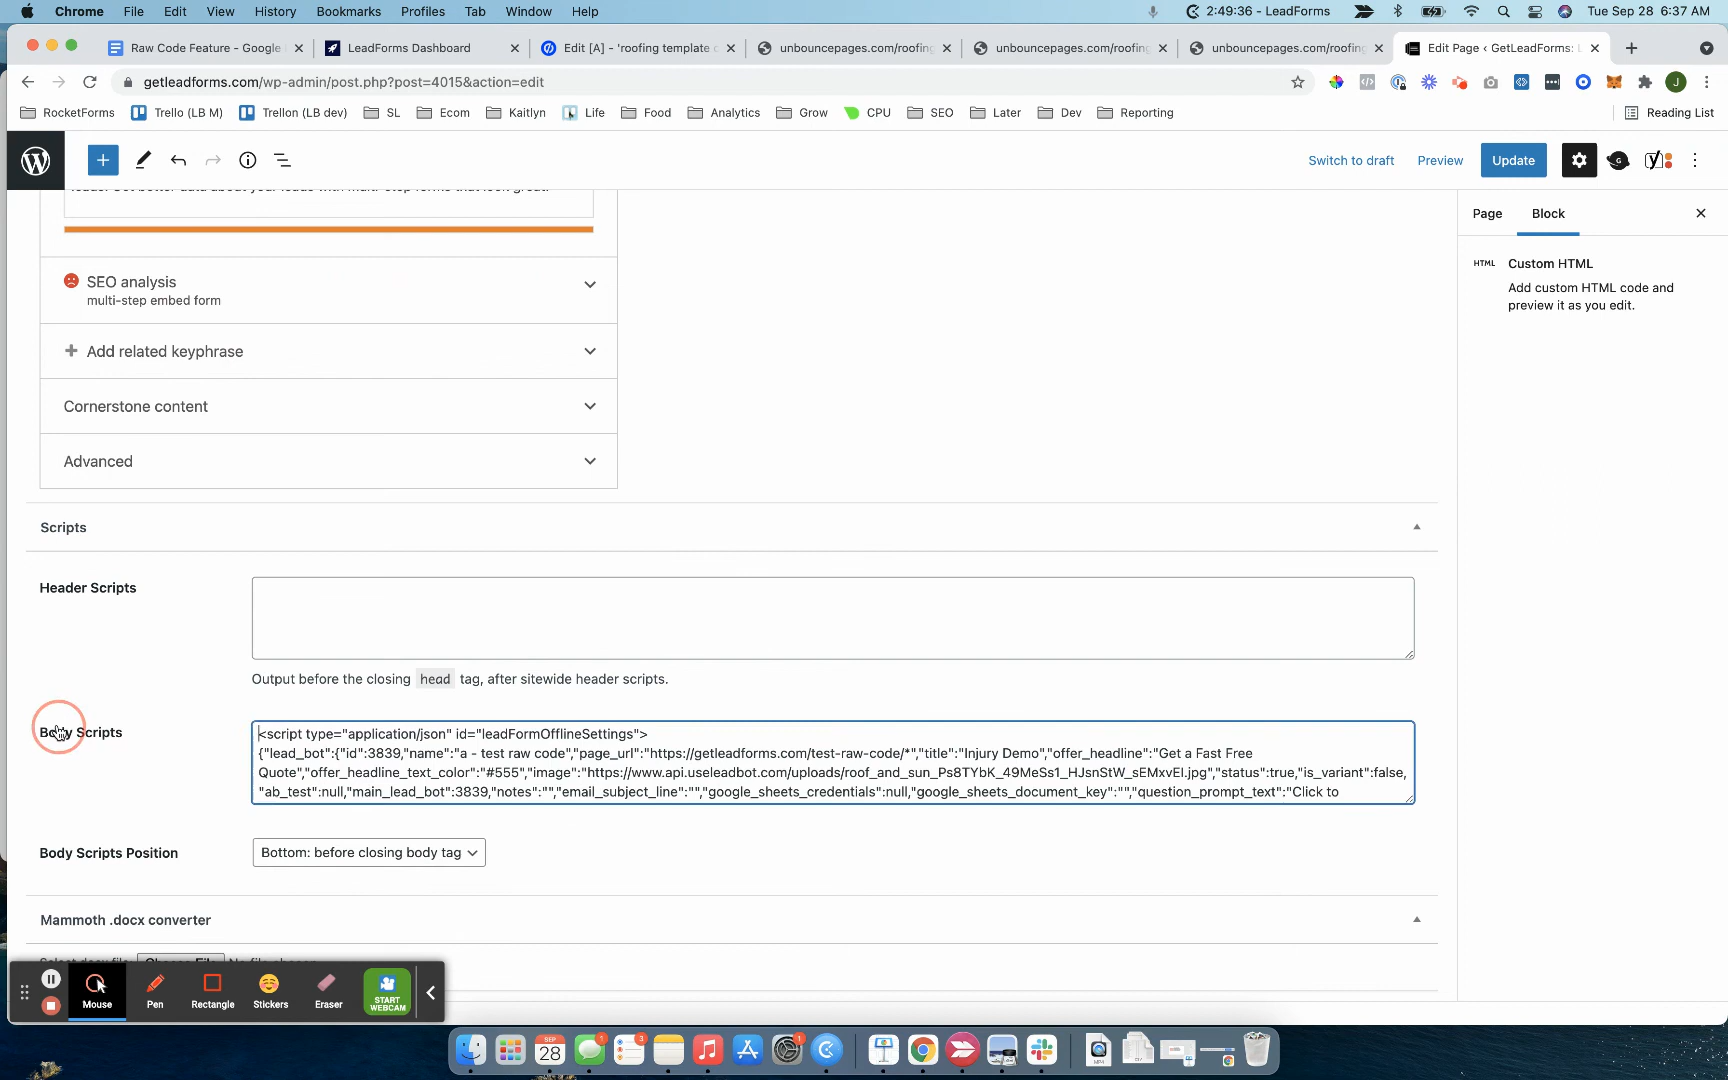 Chrome File Edit View History Bookmarks Profiles Tab Window Help
2:49:36 - LeadForms Tue Sep 28 6:37 AM
Raw Code Feature - Google
LeadForms Dashboard
Edit [A] - 'roofing template
unbouncepages.com/roofing
unbouncepages.com/roofing
unbouncepages.com/roofing
Edit Page ‹ GetLeadForms:
getleadforms.com/wp-admin/post.php?post=4015&action=edit
RocketForms Trello (LB M) Trellon (LB dev) SL Ecom Kaitlyn Life Food Analytics Grow CPU SEO Later Dev Reporting Reading List
Switch to draft Preview Update
Page Block
HTML Custom HTML
Add custom HTML code and
preview it as you edit.
SEO analysis
multi-step embed form
Add related keyphrase
Cornerstone content
Advanced
Scripts
Header Scripts
Output before the closing head tag, after sitewide header scripts.
Body Scripts
<script type="application/json" id="leadFormOfflineSettings">
{"lead_bot":{"id":3839,"name":"a - test raw code","page_url":"https://getleadforms.com/test-raw-code/*","title":"Injury Demo","offer_headline":"Get a Fast Free
Quote","offer_headline_text_color":"#555","image":"https://www.api.useleadbot.com/uploads/roof_and_sun_Ps8TYbK_49MeSs1_HJsnStW_sEMxvEI.jpg","status":true,"is_variant":false,
"ab_test":null,"main_lead_bot":3839,"notes":"","email_subject_line":"","google_sheets_credentials":null,"google_sheets_document_key":"","question_prompt_text":"Click to
Body Scripts Position
Bottom: before closing body tag
Mammoth .docx converter
Mouse Pen Rectangle Stickers Eraser START WEBCAM
SEP
28
1
3
1